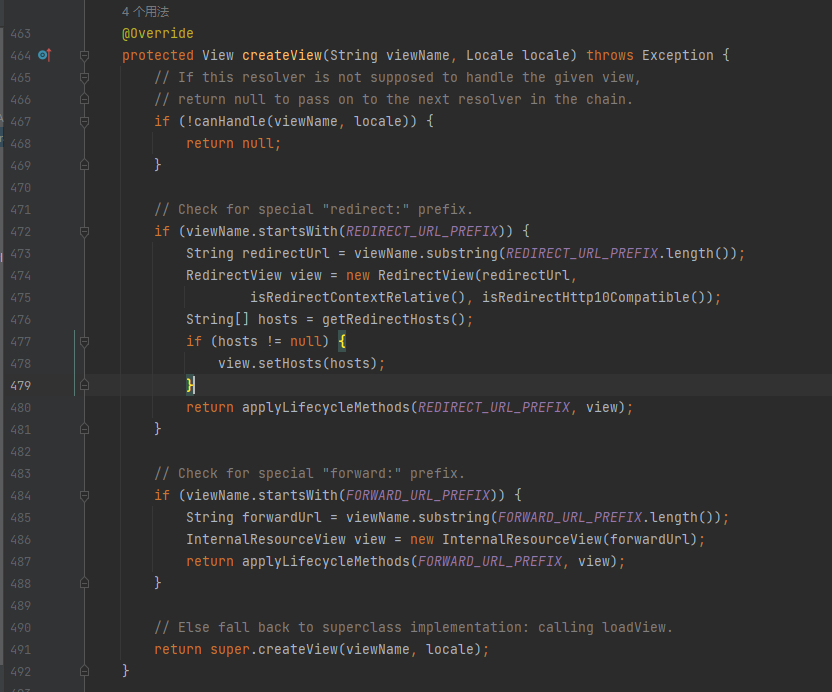 4 个用法
463 @Override
464 protected View createView(String viewName, Locale locale) throws Exception {
465 // If this resolver is not supposed to handle the given view,
466 // return null to pass on to the next resolver in the chain.
467 if (!canHandle(viewName, locale)) {
468 return null;
469 }
470
471 // Check for special "redirect:" prefix.
472 if (viewName.startsWith(REDIRECT_URL_PREFIX)) {
473 String redirectUrl = viewName.substring(REDIRECT_URL_PREFIX.length());
474 RedirectView view = new RedirectView(redirectUrl,
475 isRedirectContextRelative(), isRedirectHttp10Compatible());
476 String[] hosts = getRedirectHosts();
477 if (hosts != null) {
478 view.setHosts(hosts);
479 }
480 return applyLifecycleMethods(REDIRECT_URL_PREFIX, view);
481 }
482
483 // Check for special "forward:" prefix.
484 if (viewName.startsWith(FORWARD_URL_PREFIX)) {
485 String forwardUrl = viewName.substring(FORWARD_URL_PREFIX.length());
486 InternalResourceView view = new InternalResourceView(forwardUrl);
487 return applyLifecycleMethods(FORWARD_URL_PREFIX, view);
488 }
489
490 // Else fall back to superclass implementation: calling loadView.
491 return super.createView(viewName, locale);
492 }